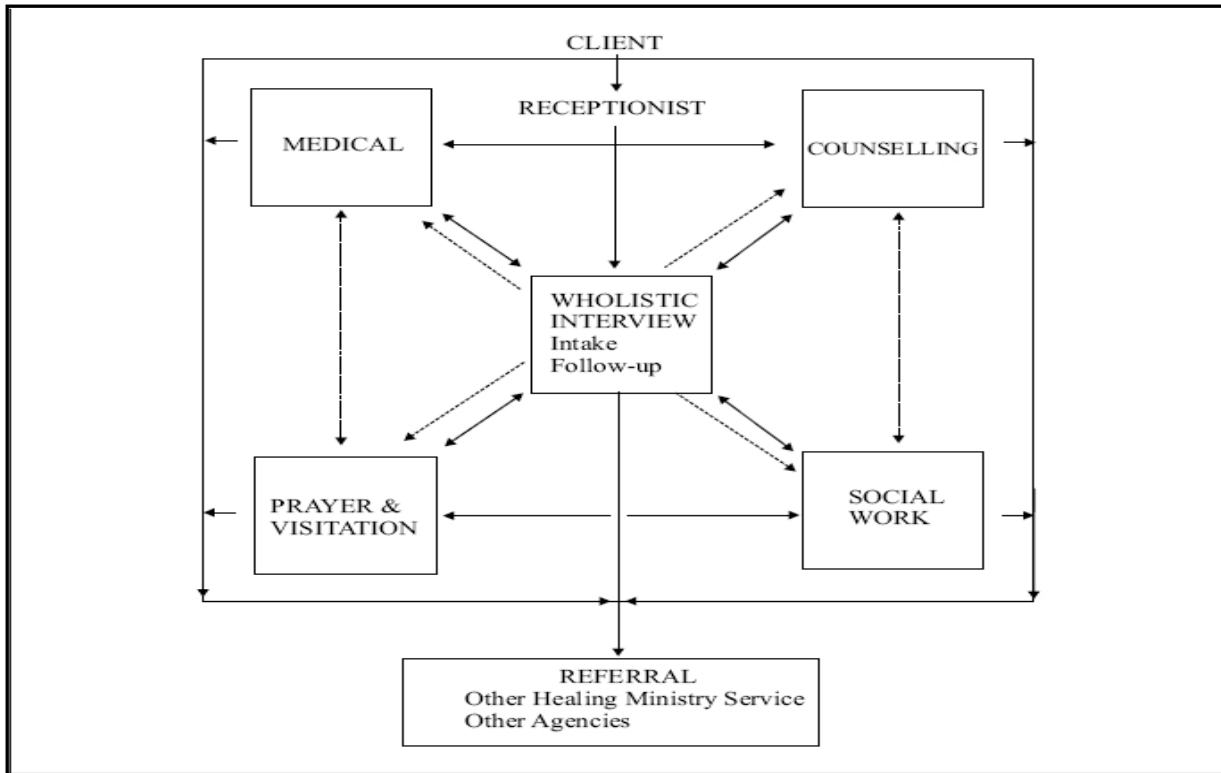 CLIENT
RECEPTIONIST
MEDICAL
COUNSELLING
WHOLISTIC
INTERVIEW
Intake
Follow-up
PRAYER &
VISITATION
SOCIAL
WORK
REFERRAL
Other Healing Ministry Service
Other Agencies